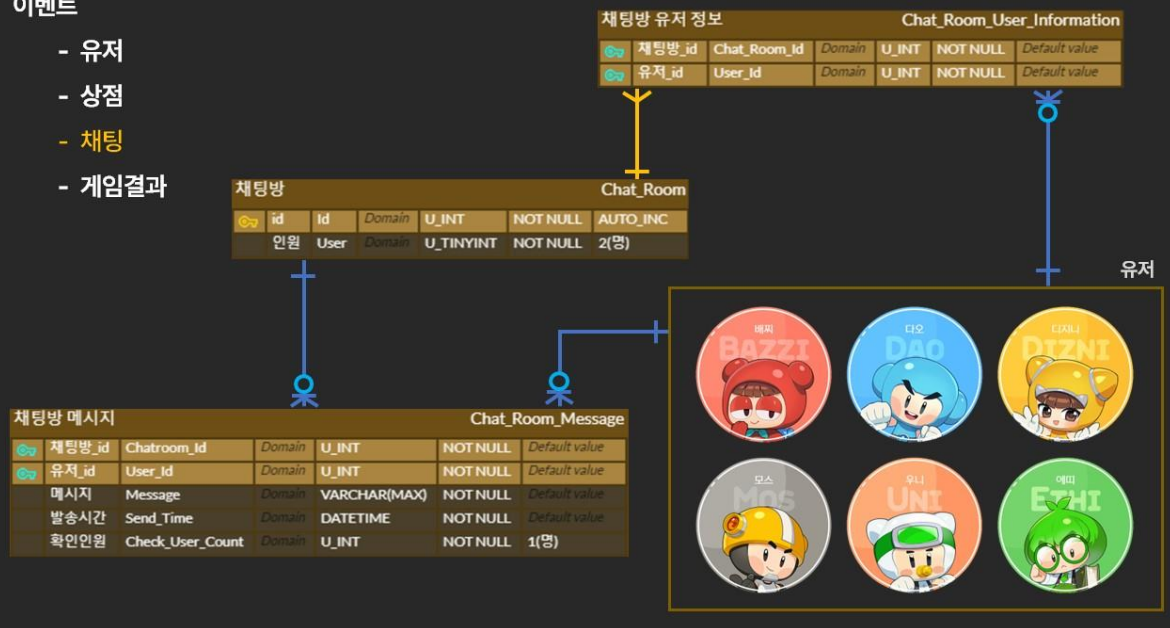 이벤트
- 유저
- 상점
- 채팅
- 게임결과
채팅방 유저 정보 Chat_Room_User_Information
채팅방_id Chat_Room_Id Domain U_INT NOT NULL Default value
유저_id User_Id Domain U_INT NOT NULL Default value
채팅방 Chat_Room
id Id Domain U_INT NOT NULL AUTO_INC
인원 User Domain U_TINYINT NOT NULL 2(명)
채팅방 메시지 Chat_Room_Message
채팅방_id Chatroom_Id Domain U_INT NOT NULL Default value
유저_id User_Id Domain U_INT NOT NULL Default value
메시지 Message Domain VARCHAR(MAX) NOT NULL Default value
발송시간 Send_Time Domain DATETIME NOT NULL Default value
확인인원 Check_User_Count Domain U_INT NOT NULL 1(명)
유저
배찌
BAZZI
다오
DAO
디지니
DIZNI
모스
MOS
우니
UNI
에띠
ETHI